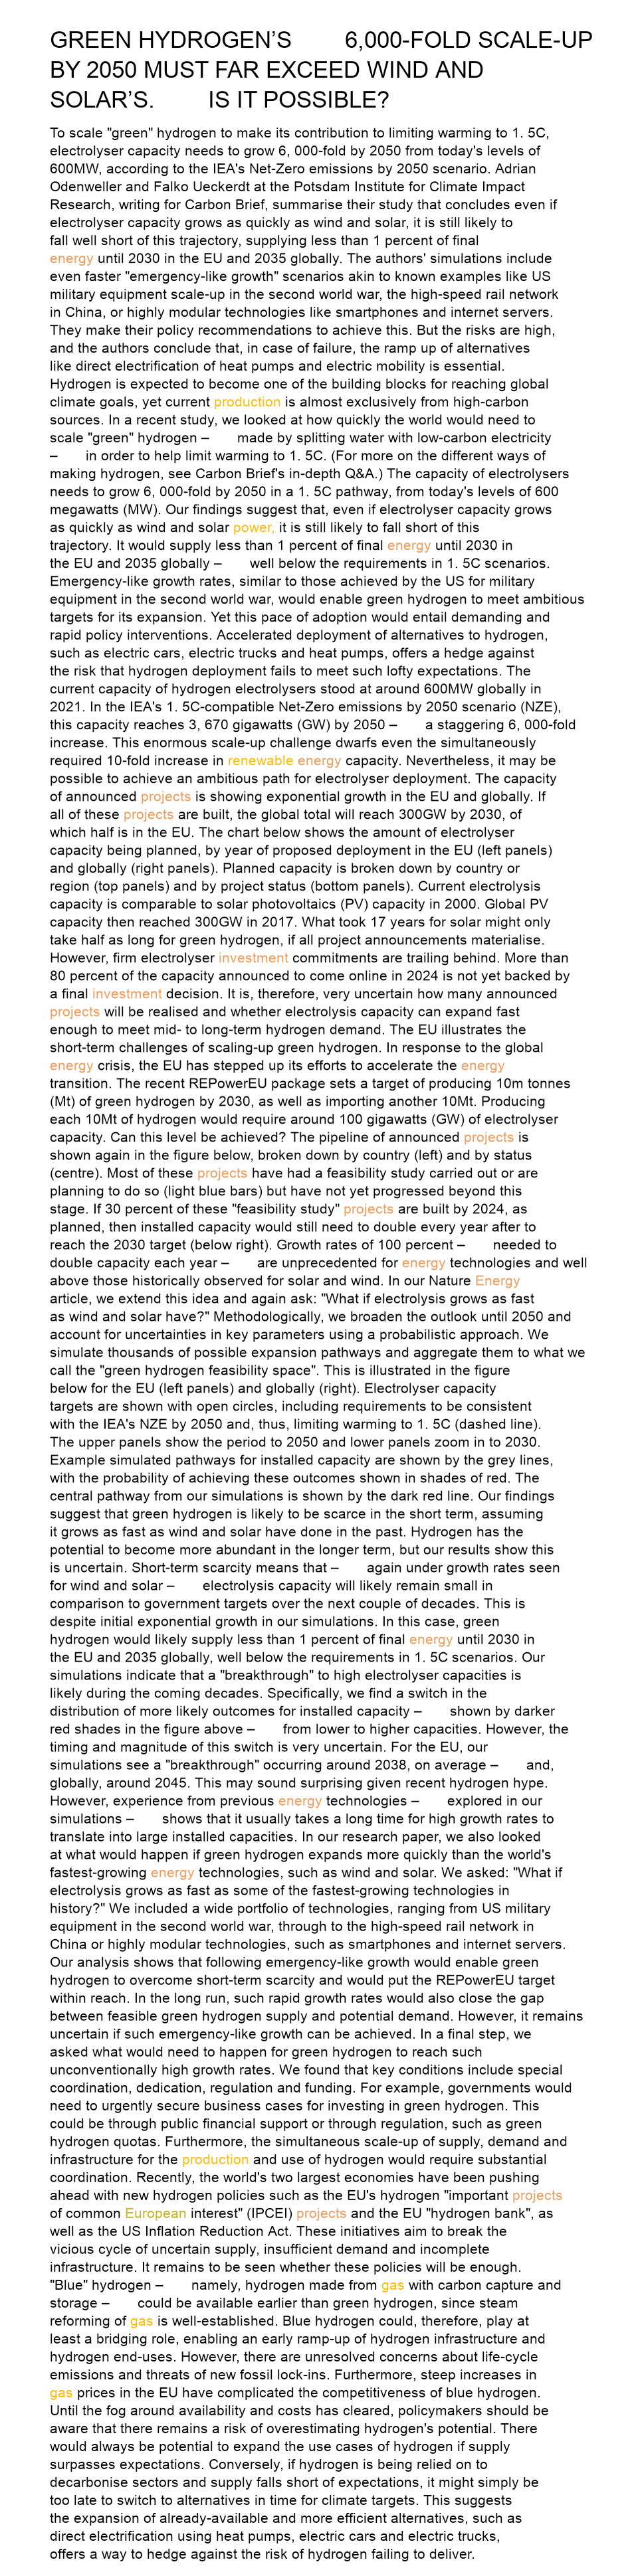 GREEN HYDROGEN’S 6,000-FOLD SCALE-UP
BY 2050 MUST FAR EXCEED WIND AND
SOLAR’S. IS IT POSSIBLE?
To scale "green" hydrogen to make its contribution to limiting warming to 1. 5C,
electrolyser capacity needs to grow 6, 000-fold by 2050 from today's levels of
600MW, according to the IEA's Net-Zero emissions by 2050 scenario. Adrian
Odenweller and Falko Ueckerdt at the Potsdam Institute for Climate Impact
Research, writing for Carbon Brief, summarise their study that concludes even if
electrolyser capacity grows as quickly as wind and solar, it is still likely to
fall well short of this trajectory, supplying less than 1 percent of final
energy until 2030 in the EU and 2035 globally. The authors' simulations include
even faster "emergency-like growth" scenarios akin to known examples like US
military equipment scale-up in the second world war, the high-speed rail network
in China, or highly modular technologies like smartphones and internet servers.
They make their policy recommendations to achieve this. But the risks are high,
and the authors conclude that, in case of failure, the ramp up of alternatives
like direct electrification of heat pumps and electric mobility is essential.
Hydrogen is expected to become one of the building blocks for reaching global
climate goals, yet current production is almost exclusively from high-carbon
sources. In a recent study, we looked at how quickly the world would need to
scale "green" hydrogen – made by splitting water with low-carbon electricity
– in order to help limit warming to 1. 5C. (For more on the different ways of
making hydrogen, see Carbon Brief's in-depth Q&A.) The capacity of electrolysers
needs to grow 6, 000-fold by 2050 in a 1. 5C pathway, from today's levels of 600
megawatts (MW). Our findings suggest that, even if electrolyser capacity grows
as quickly as wind and solar power, it is still likely to fall short of this
trajectory. It would supply less than 1 percent of final energy until 2030 in
the EU and 2035 globally – well below the requirements in 1. 5C scenarios.
Emergency-like growth rates, similar to those achieved by the US for military
equipment in the second world war, would enable green hydrogen to meet ambitious
targets for its expansion. Yet this pace of adoption would entail demanding and
rapid policy interventions. Accelerated deployment of alternatives to hydrogen,
such as electric cars, electric trucks and heat pumps, offers a hedge against
the risk that hydrogen deployment fails to meet such lofty expectations. The
current capacity of hydrogen electrolysers stood at around 600MW globally in
2021. In the IEA's 1. 5C-compatible Net-Zero emissions by 2050 scenario (NZE),
this capacity reaches 3, 670 gigawatts (GW) by 2050 – a staggering 6, 000-fold
increase. This enormous scale-up challenge dwarfs even the simultaneously
required 10-fold increase in renewable energy capacity. Nevertheless, it may be
possible to achieve an ambitious path for electrolyser deployment. The capacity
of announced projects is showing exponential growth in the EU and globally. If
all of these projects are built, the global total will reach 300GW by 2030, of
which half is in the EU. The chart below shows the amount of electrolyser
capacity being planned, by year of proposed deployment in the EU (left panels)
and globally (right panels). Planned capacity is broken down by country or
region (top panels) and by project status (bottom panels). Current electrolysis
capacity is comparable to solar photovoltaics (PV) capacity in 2000. Global PV
capacity then reached 300GW in 2017. What took 17 years for solar might only
take half as long for green hydrogen, if all project announcements materialise.
However, firm electrolyser investment commitments are trailing behind. More than
80 percent of the capacity announced to come online in 2024 is not yet backed by
a final investment decision. It is, therefore, very uncertain how many announced
projects will be realised and whether electrolysis capacity can expand fast
enough to meet mid- to long-term hydrogen demand. The EU illustrates the
short-term challenges of scaling-up green hydrogen. In response to the global
energy crisis, the EU has stepped up its efforts to accelerate the energy
transition. The recent REPowerEU package sets a target of producing 10m tonnes
(Mt) of green hydrogen by 2030, as well as importing another 10Mt. Producing
each 10Mt of hydrogen would require around 100 gigawatts (GW) of electrolyser
capacity. Can this level be achieved? The pipeline of announced projects is
shown again in the figure below, broken down by country (left) and by status
(centre). Most of these projects have had a feasibility study carried out or are
planning to do so (light blue bars) but have not yet progressed beyond this
stage. If 30 percent of these "feasibility study" projects are built by 2024, as
planned, then installed capacity would still need to double every year after to
reach the 2030 target (below right). Growth rates of 100 percent – needed to
double capacity each year – are unprecedented for energy technologies and well
above those historically observed for solar and wind. In our Nature Energy
article, we extend this idea and again ask: "What if electrolysis grows as fast
as wind and solar have?" Methodologically, we broaden the outlook until 2050 and
account for uncertainties in key parameters using a probabilistic approach. We
simulate thousands of possible expansion pathways and aggregate them to what we
call the "green hydrogen feasibility space". This is illustrated in the figure
below for the EU (left panels) and globally (right). Electrolyser capacity
targets are shown with open circles, including requirements to be consistent
with the IEA's NZE by 2050 and, thus, limiting warming to 1. 5C (dashed line).
The upper panels show the period to 2050 and lower panels zoom in to 2030.
Example simulated pathways for installed capacity are shown by the grey lines,
with the probability of achieving these outcomes shown in shades of red. The
central pathway from our simulations is shown by the dark red line. Our findings
suggest that green hydrogen is likely to be scarce in the short term, assuming
it grows as fast as wind and solar have done in the past. Hydrogen has the
potential to become more abundant in the longer term, but our results show this
is uncertain. Short-term scarcity means that – again under growth rates seen
for wind and solar – electrolysis capacity will likely remain small in
comparison to government targets over the next couple of decades. This is
despite initial exponential growth in our simulations. In this case, green
hydrogen would likely supply less than 1 percent of final energy until 2030 in
the EU and 2035 globally, well below the requirements in 1. 5C scenarios. Our
simulations indicate that a "breakthrough" to high electrolyser capacities is
likely during the coming decades. Specifically, we find a switch in the
distribution of more likely outcomes for installed capacity – shown by darker
red shades in the figure above – from lower to higher capacities. However, the
timing and magnitude of this switch is very uncertain. For the EU, our
simulations see a "breakthrough" occurring around 2038, on average – and,
globally, around 2045. This may sound surprising given recent hydrogen hype.
However, experience from previous energy technologies – explored in our
simulations – shows that it usually takes a long time for high growth rates to
translate into large installed capacities. In our research paper, we also looked
at what would happen if green hydrogen expands more quickly than the world's
fastest-growing energy technologies, such as wind and solar. We asked: "What if
electrolysis grows as fast as some of the fastest-growing technologies in
history?" We included a wide portfolio of technologies, ranging from US military
equipment in the second world war, through to the high-speed rail network in
China or highly modular technologies, such as smartphones and internet servers.
Our analysis shows that following emergency-like growth would enable green
hydrogen to overcome short-term scarcity and would put the REPowerEU target
within reach. In the long run, such rapid growth rates would also close the gap
between feasible green hydrogen supply and potential demand. However, it remains
uncertain if such emergency-like growth can be achieved. In a final step, we
asked what would need to happen for green hydrogen to reach such
unconventionally high growth rates. We found that key conditions include special
coordination, dedication, regulation and funding. For example, governments would
need to urgently secure business cases for investing in green hydrogen. This
could be through public financial support or through regulation, such as green
hydrogen quotas. Furthermore, the simultaneous scale-up of supply, demand and
infrastructure for the production and use of hydrogen would require substantial
coordination. Recently, the world's two largest economies have been pushing
ahead with new hydrogen policies such as the EU's hydrogen "important projects
of common European interest" (IPCEI) projects and the EU "hydrogen bank", as
well as the US Inflation Reduction Act. These initiatives aim to break the
vicious cycle of uncertain supply, insufficient demand and incomplete
infrastructure. It remains to be seen whether these policies will be enough.
"Blue" hydrogen – namely, hydrogen made from gas with carbon capture and
storage – could be available earlier than green hydrogen, since steam
reforming of gas is well-established. Blue hydrogen could, therefore, play at
least a bridging role, enabling an early ramp-up of hydrogen infrastructure and
hydrogen end-uses. However, there are unresolved concerns about life-cycle
emissions and threats of new fossil lock-ins. Furthermore, steep increases in
gas prices in the EU have complicated the competitiveness of blue hydrogen.
Until the fog around availability and costs has cleared, policymakers should be
aware that there remains a risk of overestimating hydrogen's potential. There
would always be potential to expand the use cases of hydrogen if supply
surpasses expectations. Conversely, if hydrogen is being relied on to
decarbonise sectors and supply falls short of expectations, it might simply be
too late to switch to alternatives in time for climate targets. This suggests
the expansion of already-available and more efficient alternatives, such as
direct electrification using heat pumps, electric cars and electric trucks,
offers a way to hedge against the risk of hydrogen failing to deliver.